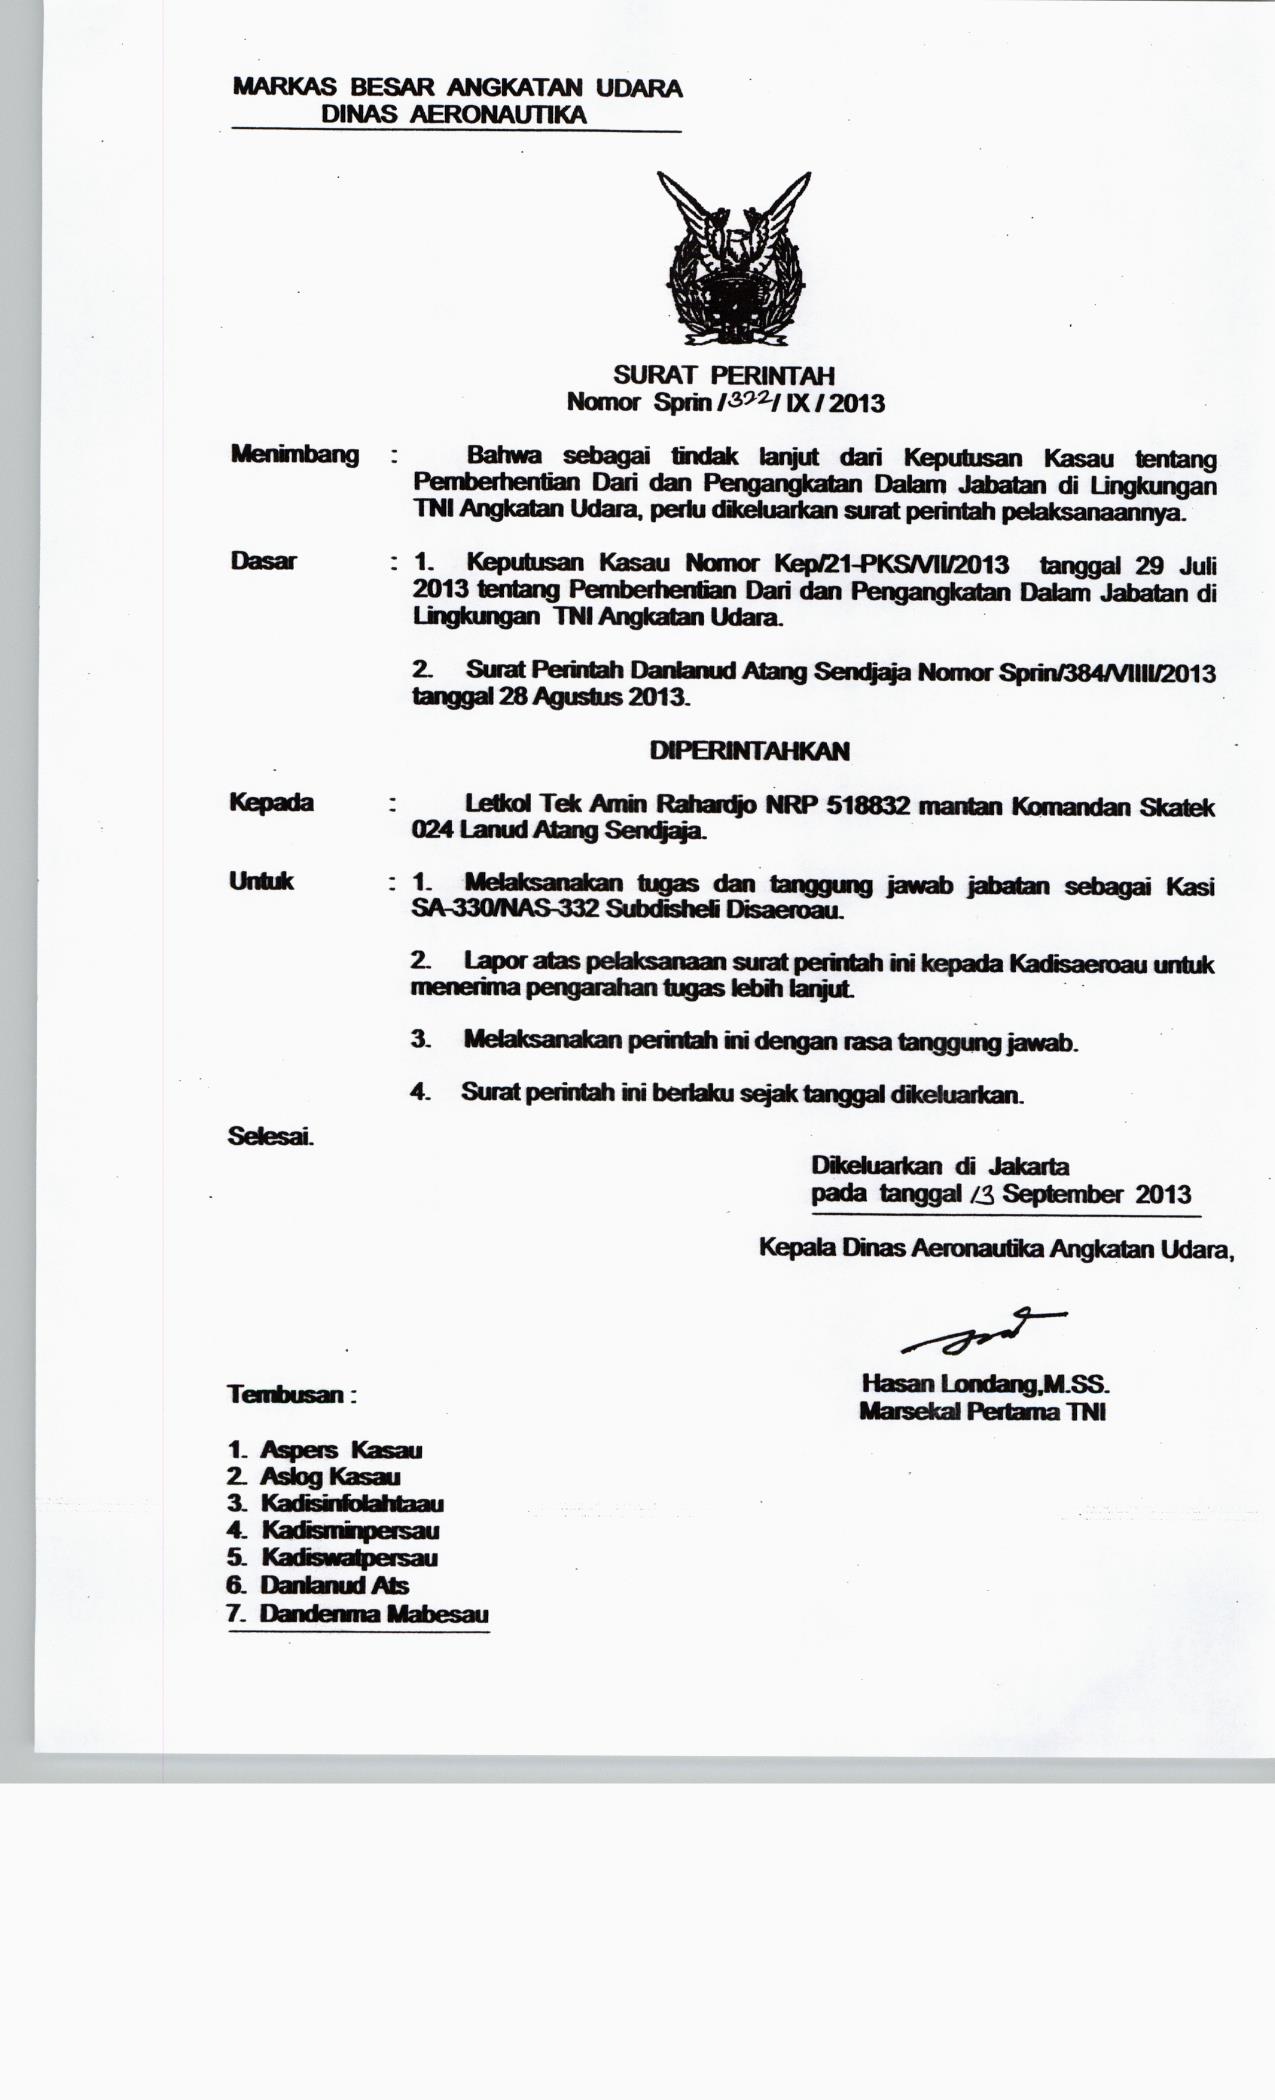 MARKAS BESAR ANGKATAN UDARA
DINAS AERONAUTIKA
SURAT PERINTAH
Nomor Sprin /322/ IX / 2013
Menimbang : Bahwa sebagai tindak lanjut dari Keputusan Kasau tentang
Pemberhentian Dari dan Pengangkatan Dalam Jabatan di Lingkungan
TNI Angkatan Udara, perlu dikeluarkan surat perintah pelaksanaannya.
Dasar : 1. Keputusan Kasau Nomor Kep/21-PKS/VII/2013 tanggal 29 Juli
2013 tentang Pemberhentian Dari dan Pengangkatan Dalam Jabatan di
Lingkungan TNI Angkatan Udara.
2. Surat Perintah Danlanud Atang Sendjaja Nomor Sprin/384/VIIII/2013
tanggal 28 Agustus 2013.
DIPERINTAHKAN
Kepada : Letkol Tek Amin Rahardjo NRP 518832 mantan Komandan Skatek
024 Lanud Atang Sendjaja.
Untuk : 1. Melaksanakan tugas dan tanggung jawab jabatan sebagai Kasi
SA-330/NAS-332 Subdisheli Disaeroau.
2. Lapor atas pelaksanaan surat perintah ini kepada Kadisaeroau untuk
menerima pengarahan tugas lebih lanjut.
3. Melaksanakan perintah ini dengan rasa tanggung jawab.
4. Surat perintah ini berlaku sejak tanggal dikeluarkan.
Selesai.
Dikeluarkan di Jakarta
pada tanggal 13 September 2013
Kepala Dinas Aeronautika Angkatan Udara,
Hasan Londang,M.SS.
Marsekal Pertama TNI
Tembusan :
1. Aspers Kasau
2. Aslog Kasau
3. Kadisinfolahtaau
4. Kadisminpersau
5. Kadiswatpersau
6. Danlanud Ats
7. Dandenma Mabesau